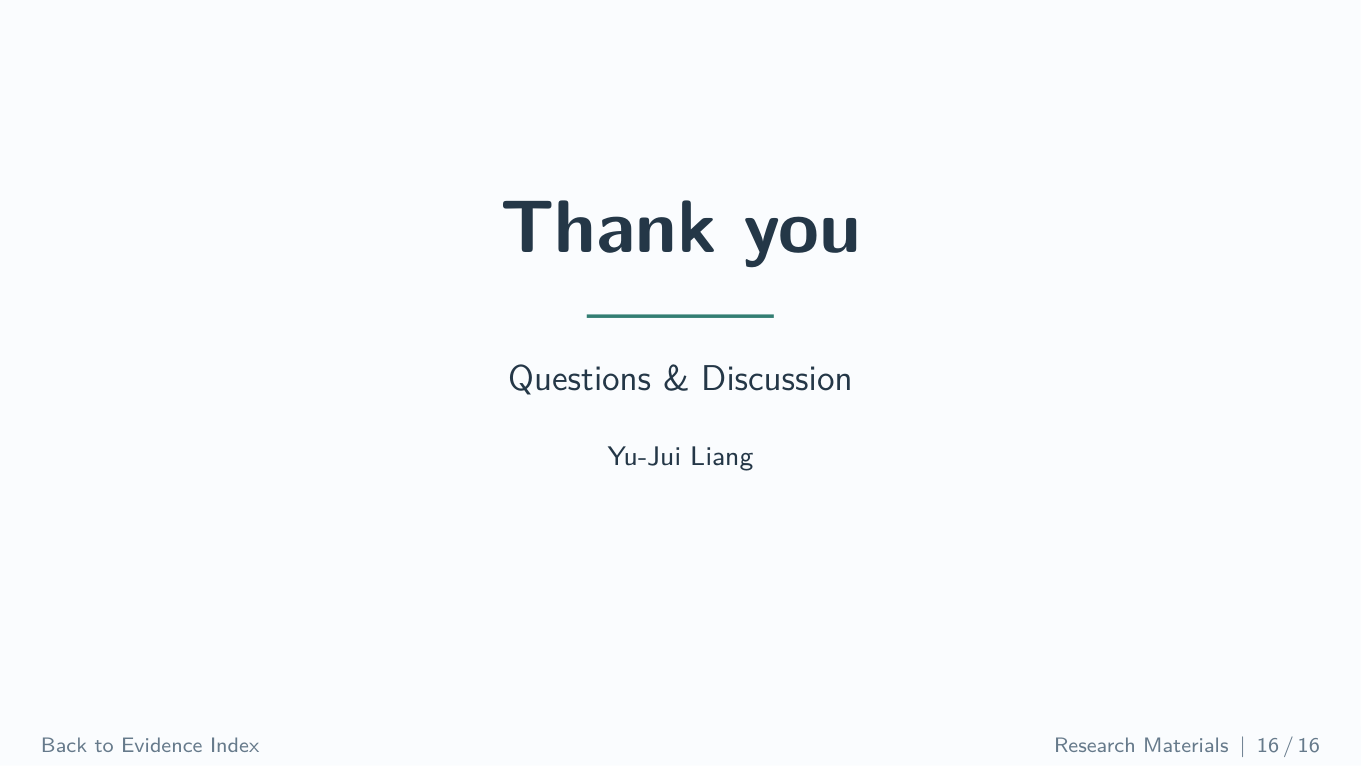 Thank you
Questions & Discussion
Yu-Jui Liang
Back to Evidence Index
Research Materials | 16 / 16